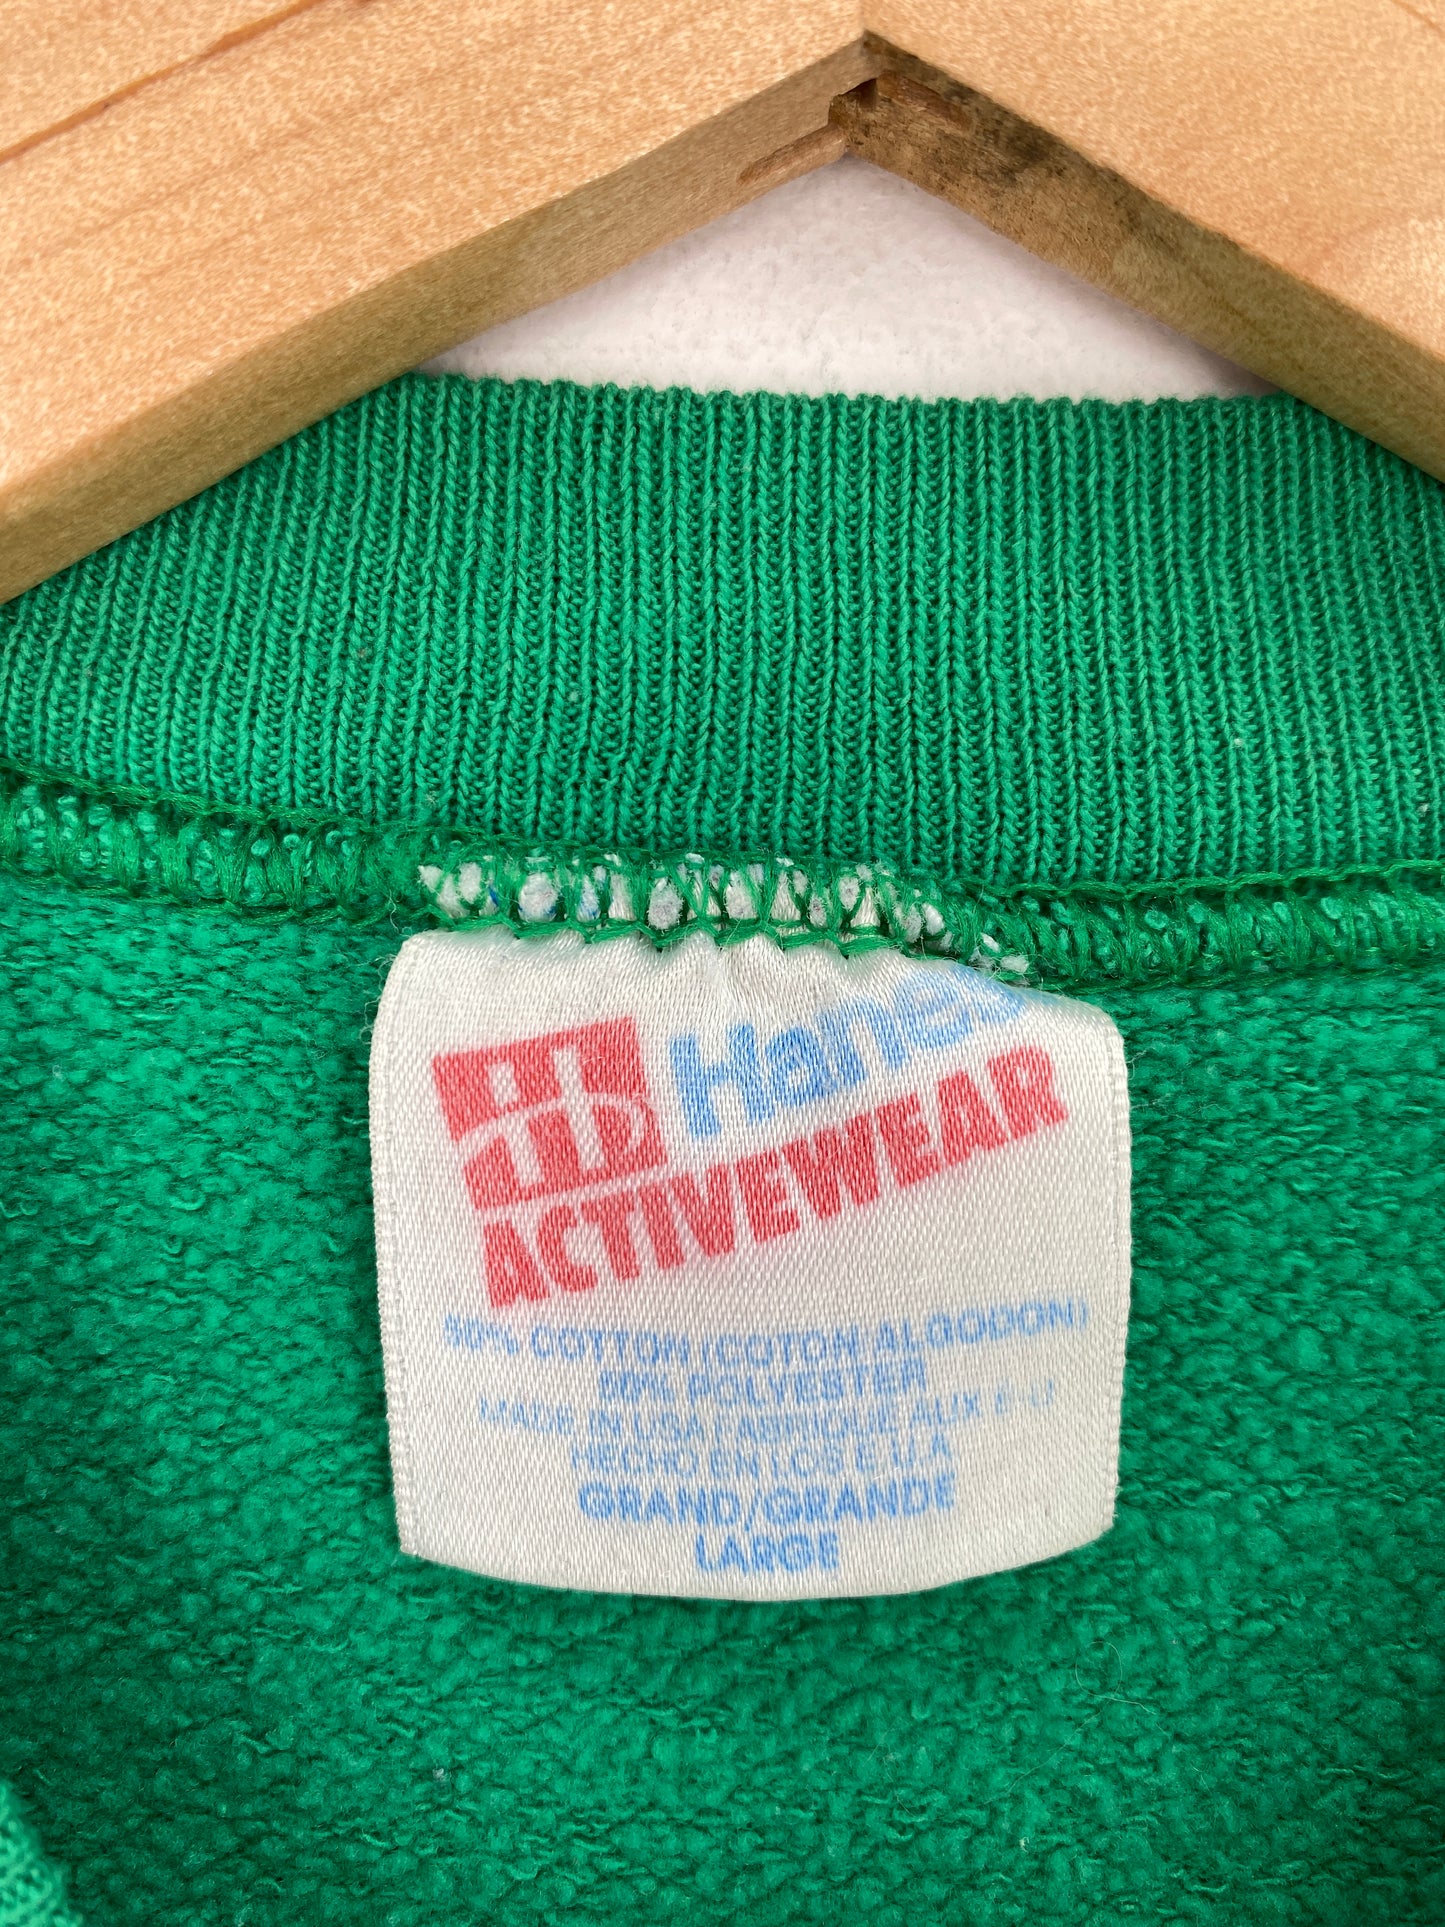 Hanes
ACTIVEWEAR
50% COTTON (COTON ALGODON)
50% POLYESTER
MADE IN USA FABRIQUE AUX E U
HECHO EN LOS E.U.A
GRAND/GRANDE
LARGE